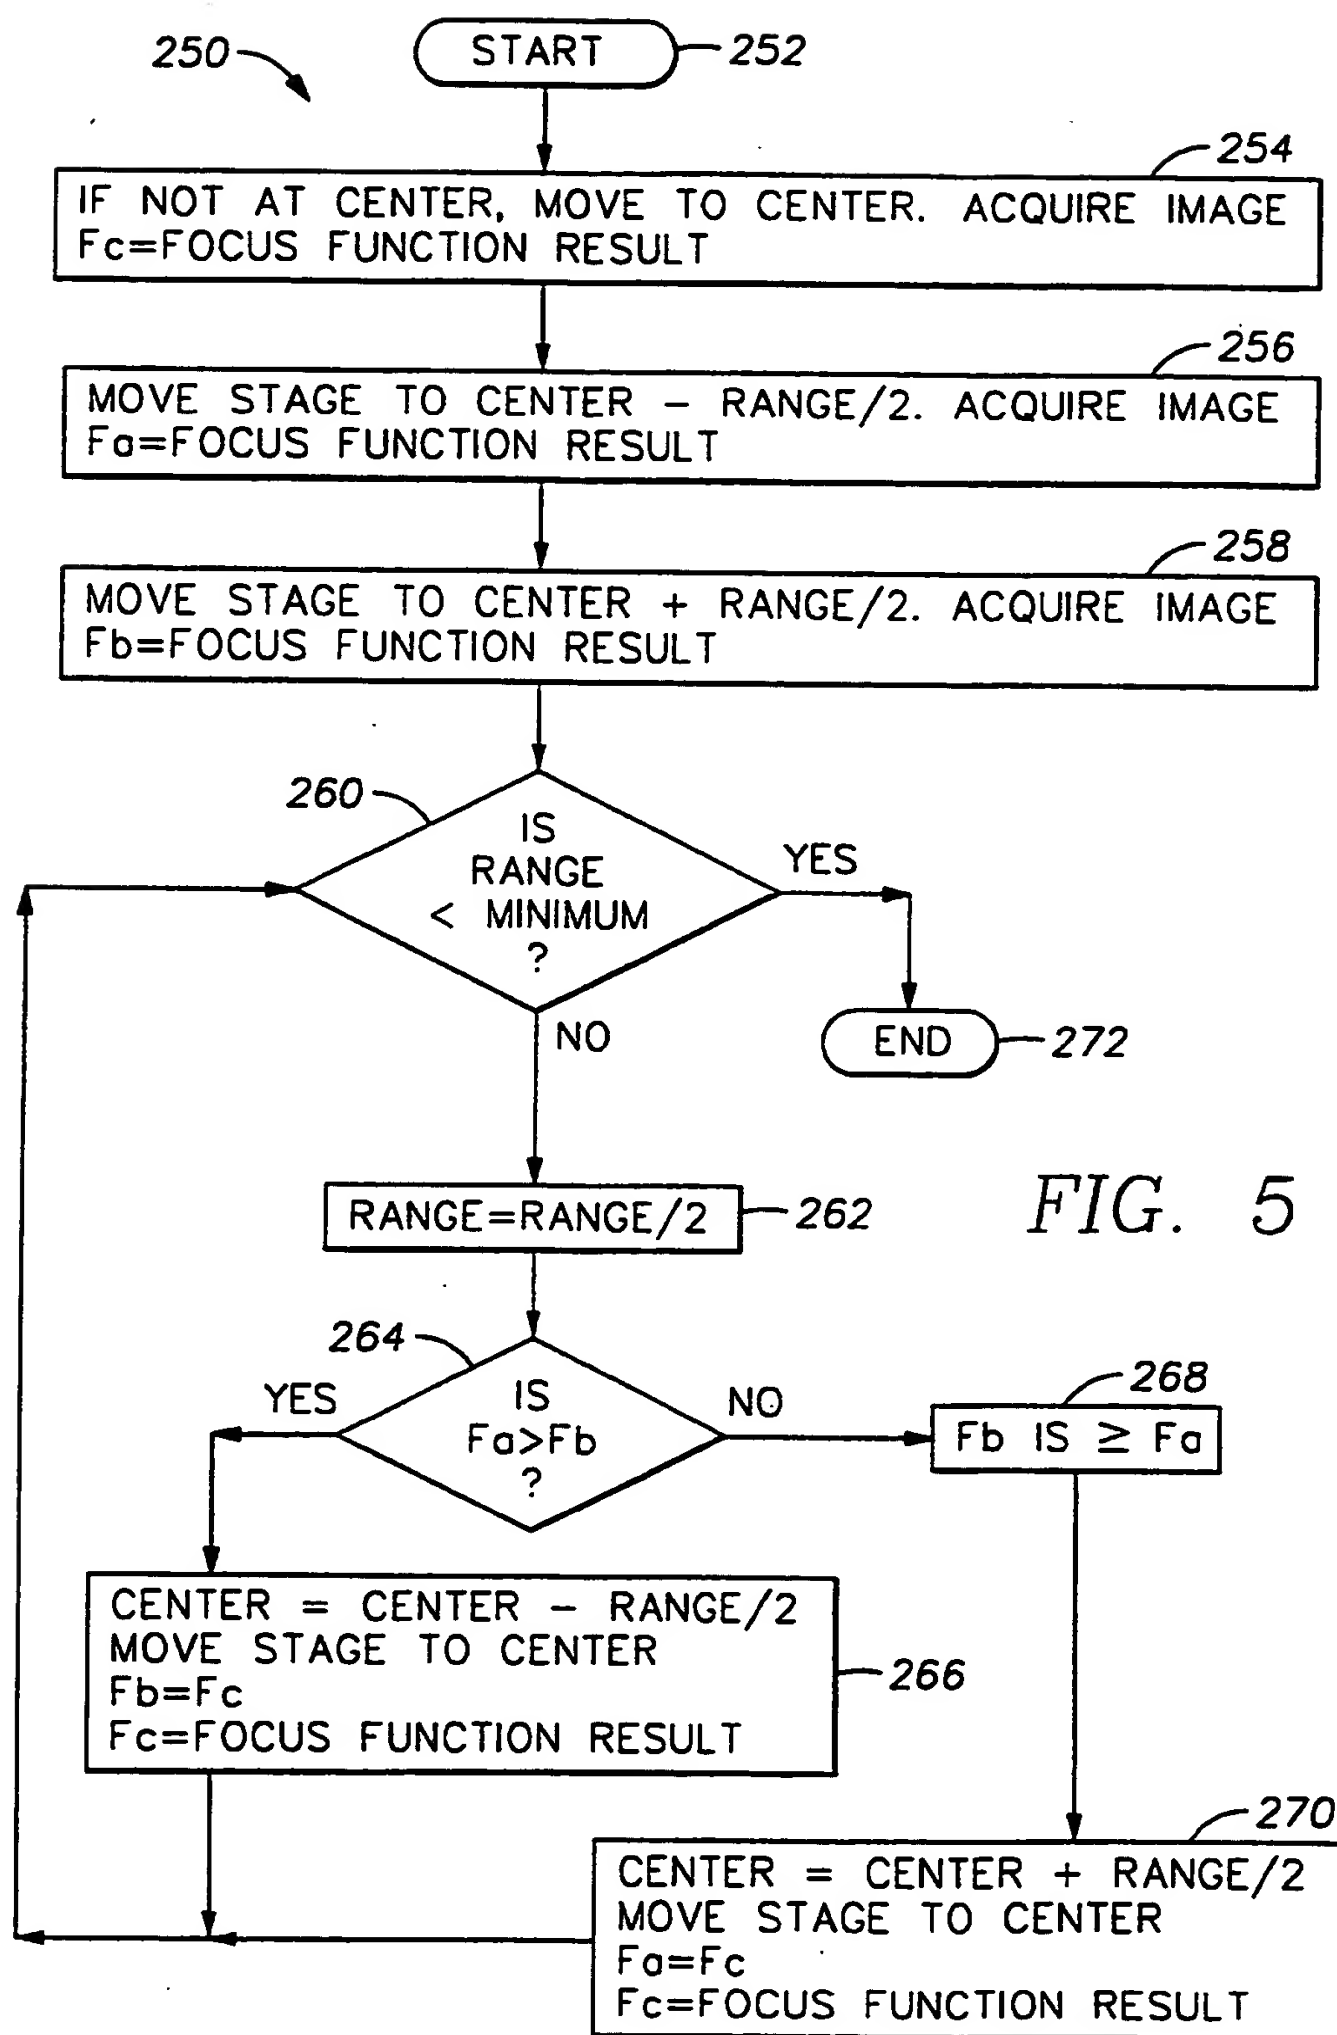 250
START
252
254
IF NOT AT CENTER, MOVE TO CENTER. ACQUIRE IMAGE
Fc=FOCUS FUNCTION RESULT
256
MOVE STAGE TO CENTER - RANGE/2. ACQUIRE IMAGE
Fa=FOCUS FUNCTION RESULT
258
MOVE STAGE TO CENTER + RANGE/2. ACQUIRE IMAGE
Fb=FOCUS FUNCTION RESULT
260
IS
RANGE
< MINIMUM
?
YES
NO
END
272
RANGE=RANGE/2
262
FIG. 5
264
YES
IS
Fa>Fb
?
NO
268
Fb IS ≥ Fa
CENTER = CENTER - RANGE/2
MOVE STAGE TO CENTER
Fb=Fc
Fc=FOCUS FUNCTION RESULT
266
270
CENTER = CENTER + RANGE/2
MOVE STAGE TO CENTER
Fa=Fc
Fc=FOCUS FUNCTION RESULT